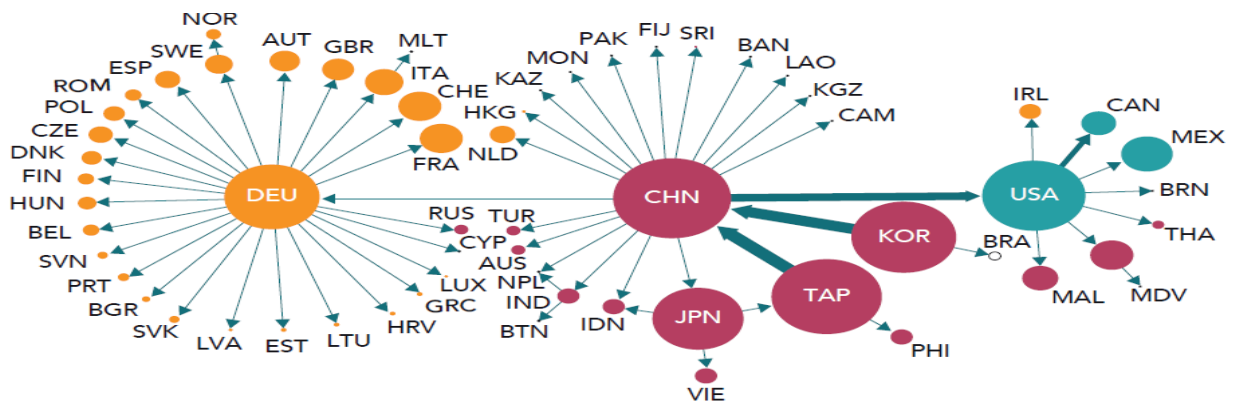 NOR
SWE
AUT
GBR
MLT
ESP
ITA
ROM
CHE
POL
CZE
FRA
DNK
FIN
DEU
HUN
BEL
SVN
PRT
BGR
SVK
LVA
EST
LTU
HRV
GRC
LUX
CYP
RUS
PAK
FIJ
SRI
MON
BAN
KAZ
LAO
HKG
KGZ
NLD
CAM
CHN
TUR
AUS
NPL
IND
BTN
IDN
JPN
VIE
TAP
PHI
KOR
BRA
IRL
CAN
MEX
USA
BRN
THA
MAL
MDV